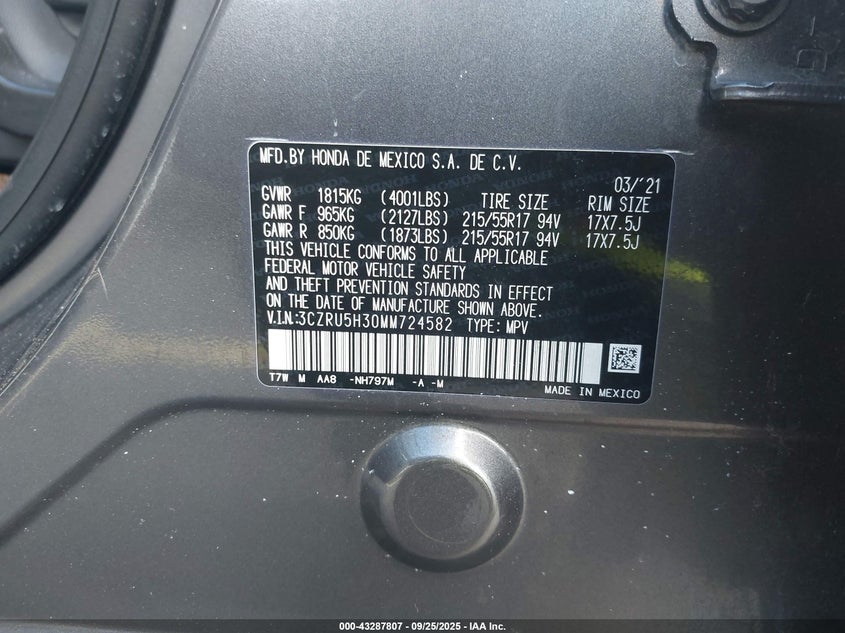 MFD.BY HONDA DE MEXICO S.A. DE C.V.
03/'21
GVWR 1815KG (4001LBS) TIRE SIZE RIM SIZE
GAWR F 965KG (2127LBS) 215/55R17 94V 17X7.5J
GAWR R 850KG (1873LBS) 215/55R17 94V 17X7.5J
THIS VEHICLE CONFORMS TO ALL APPLICABLE
FEDERAL MOTOR VEHICLE SAFETY
AND THEFT PREVENTION STANDARDS IN EFFECT
ON THE DATE OF MANUFACTURE SHOWN ABOVE.
V.I.N.:3CZRU5H30MM724582 TYPE: MPV
T7W M AA8 -NH797M -A -M
MADE IN MEXICO
000-43287807 - 09/25/2025 - IAA Inc.